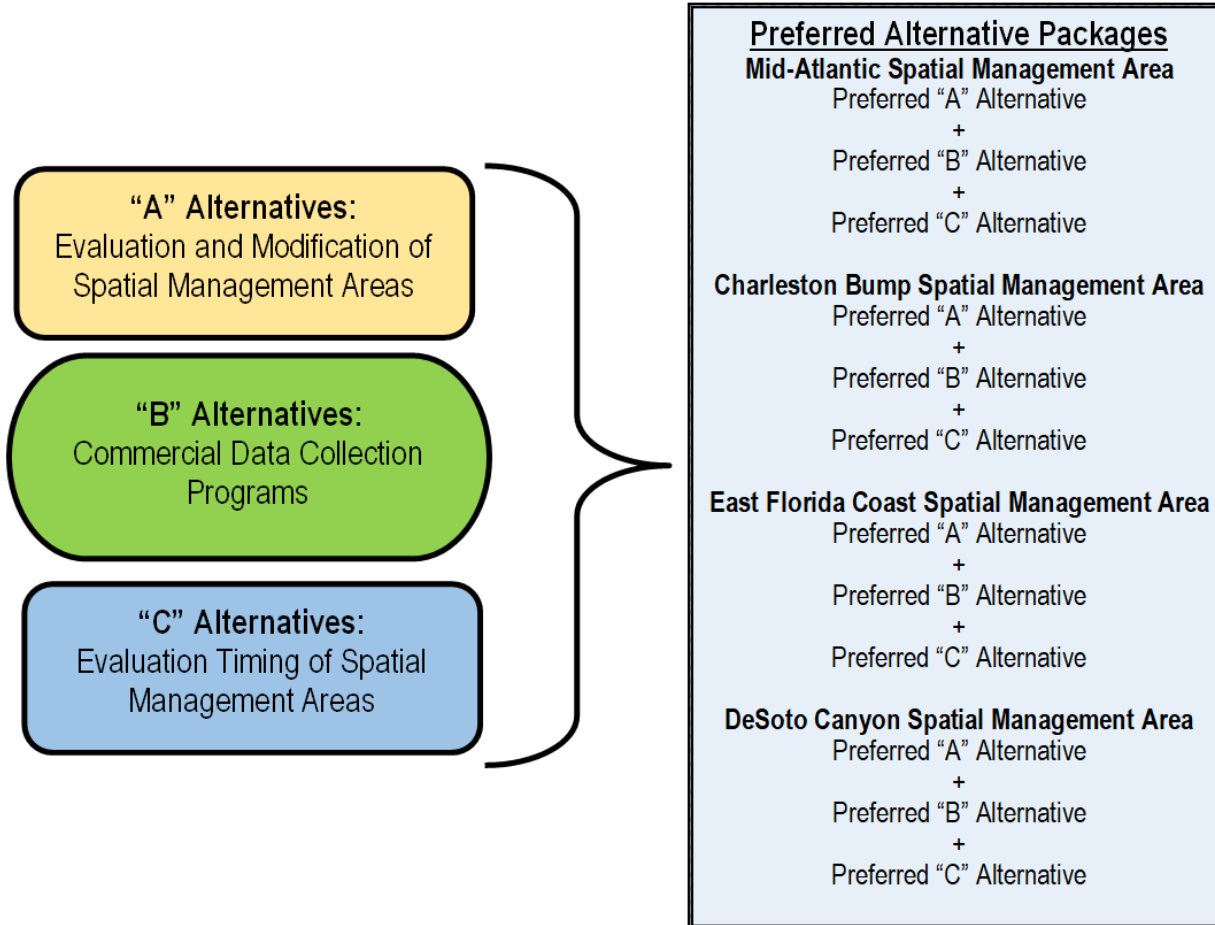 “A” Alternatives:
Evaluation and Modification of
Spatial Management Areas
“B” Alternatives:
Commercial Data Collection
Programs
“C” Alternatives:
Evaluation Timing of Spatial
Management Areas
Preferred Alternative Packages
Mid-Atlantic Spatial Management Area
Preferred “A” Alternative
+
Preferred “B” Alternative
+
Preferred “C” Alternative
Charleston Bump Spatial Management Area
Preferred “A” Alternative
+
Preferred “B” Alternative
+
Preferred “C” Alternative
East Florida Coast Spatial Management Area
Preferred “A” Alternative
+
Preferred “B” Alternative
+
Preferred “C” Alternative
DeSoto Canyon Spatial Management Area
Preferred “A” Alternative
+
Preferred “B” Alternative
+
Preferred “C” Alternative